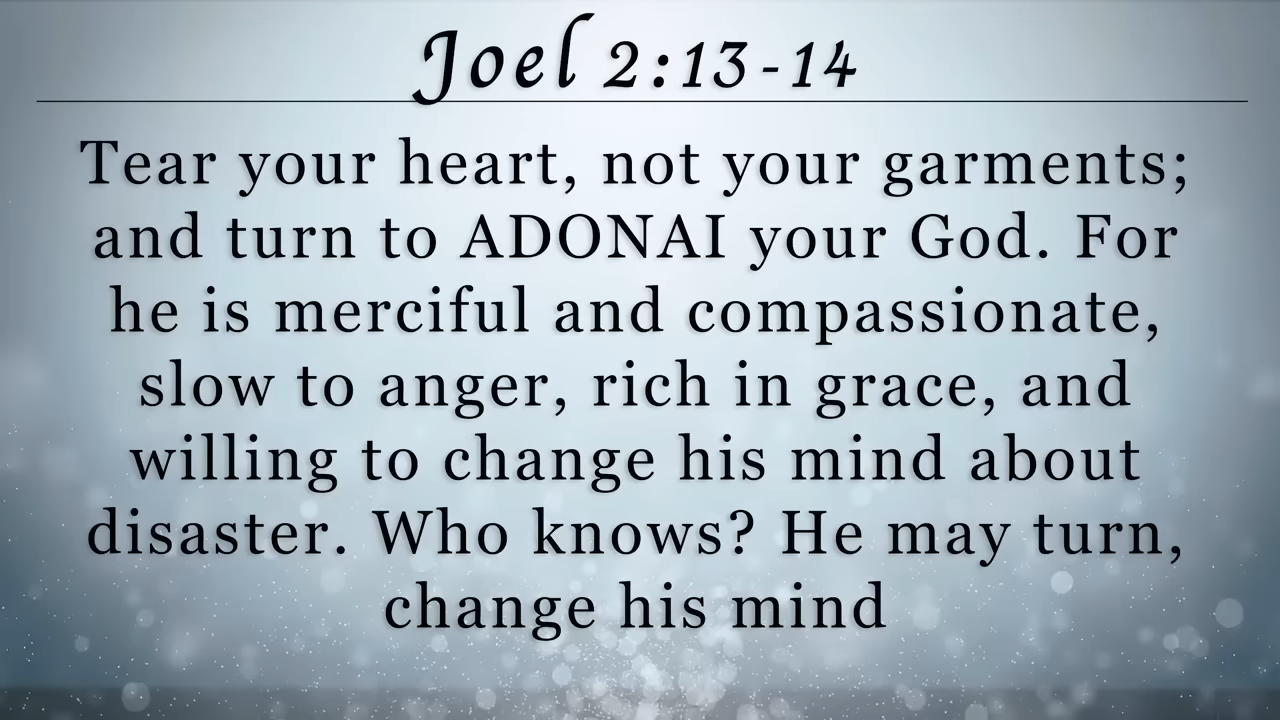 Joel 2:13-14
Tear your heart, not your garments;
and turn to ADONAI your God. For
he is merciful and compassionate,
slow to anger, rich in grace, and
willing to change his mind about
disaster. Who knows? He may turn,
change his mind